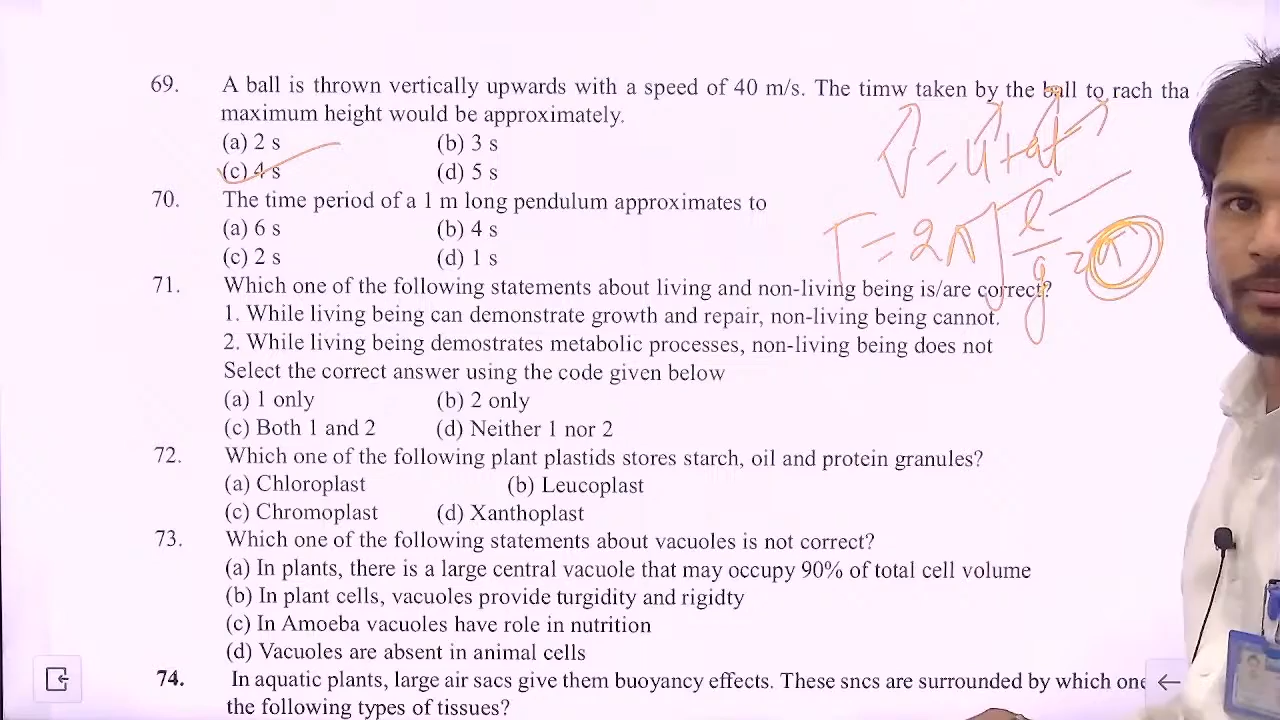 69. A ball is thrown vertically upwards with a speed of 40 m/s. The timw taken by the ball to rach tha
maximum height would be approximately.
(a) 2 s (b) 3 s
(c) 4 s (d) 5 s
V = u + at
70. The time period of a 1 m long pendulum approximates to
(a) 6 s (b) 4 s
(c) 2 s (d) 1 s
T = 2π√l/g
71. Which one of the following statements about living and non-living being is/are correct?
1. While living being can demonstrate growth and repair, non-living being cannot.
2. While living being demostrates metabolic processes, non-living being does not
Select the correct answer using the code given below
(a) 1 only (b) 2 only
(c) Both 1 and 2 (d) Neither 1 nor 2
72. Which one of the following plant plastids stores starch, oil and protein granules?
(a) Chloroplast (b) Leucoplast
(c) Chromoplast (d) Xanthoplast
73. Which one of the following statements about vacuoles is not correct?
(a) In plants, there is a large central vacuole that may occupy 90% of total cell volume
(b) In plant cells, vacuoles provide turgidity and rigidty
(c) In Amoeba vacuoles have role in nutrition
(d) Vacuoles are absent in animal cells
74. In aquatic plants, large air sacs give them buoyancy effects. These sncs are surrounded by which one
the following types of tissues?